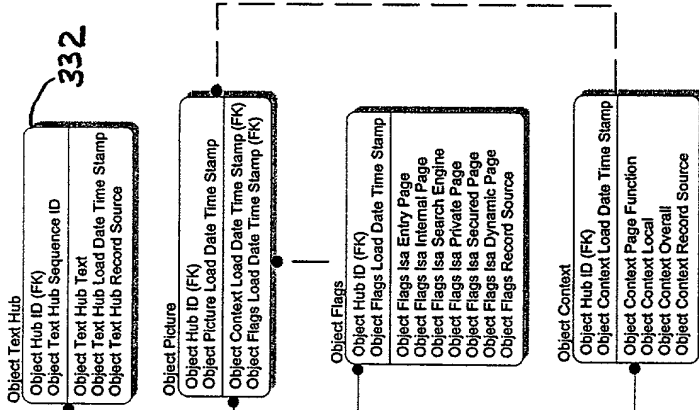 332
Object Text Hub
Object Hub ID (FK)
Object Text Hub Sequence ID
Object Text Hub Text
Object Text Hub Load Date Time Stamp
Object Text Hub Record Source
Object Picture
Object Hub ID (FK)
Object Picture Load Date Time Stamp
Object Context Load Date Time Stamp (FK)
Object Flags Load Date Time Stamp (FK)
Object Flags
Object Hub ID (FK)
Object Flags Load Date Time Stamp
Object Flags Isa Entry Page
Object Flags Isa Internal Page
Object Flags Isa Search Engine
Object Flags Isa Private Page
Object Flags Isa Secured Page
Object Flags Isa Dynamic Page
Object Flags Record Source
Object Context
Object Hub ID (FK)
Object Context Load Date Time Stamp
Object Context Page Function
Object Context Local
Object Context Overall
Object Context Record Source